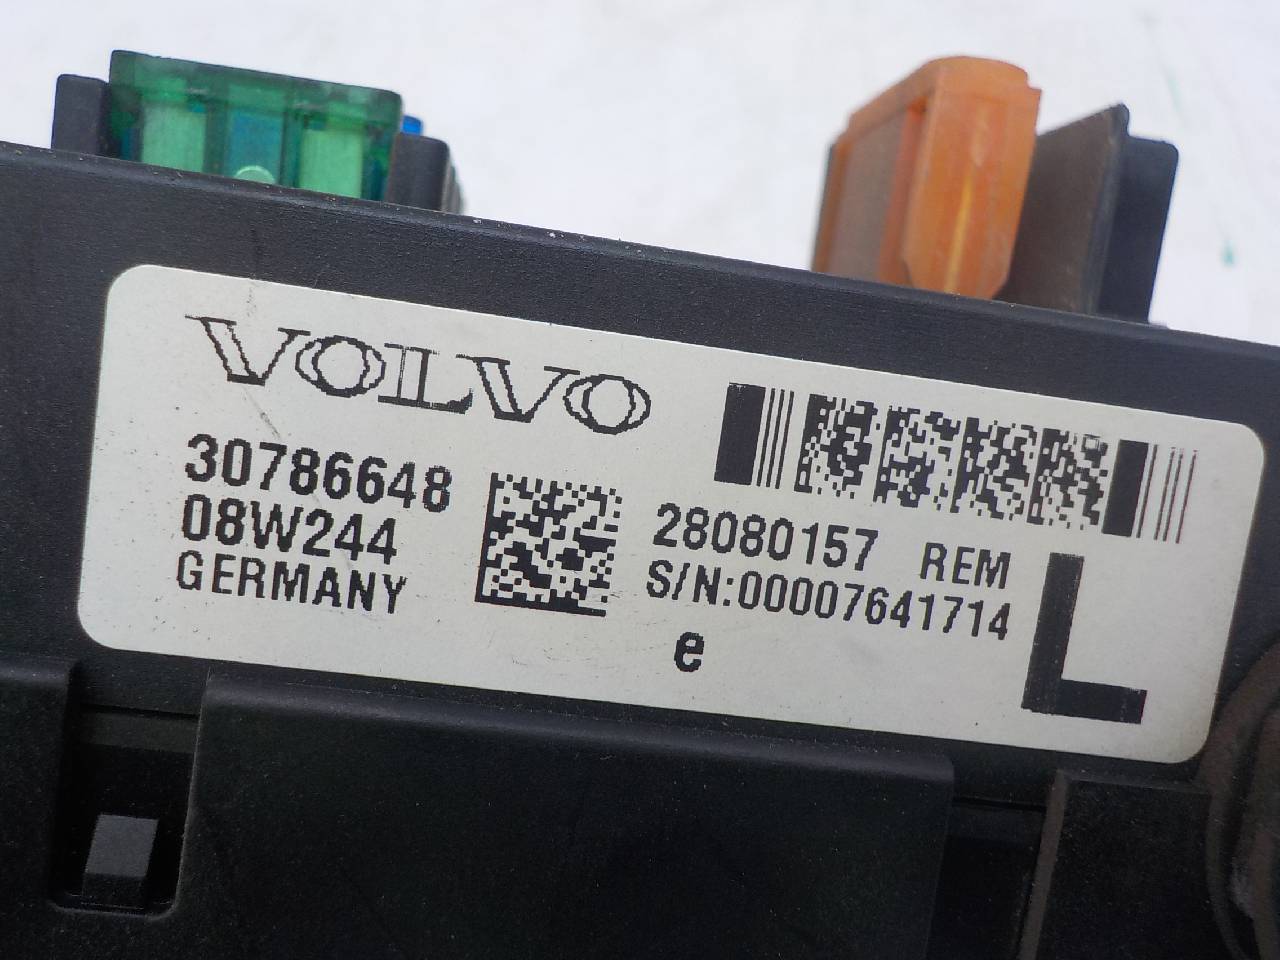 VOLVO
30786648
08W244
GERMANY
28080157 REM
S/N:00007641714
e
L